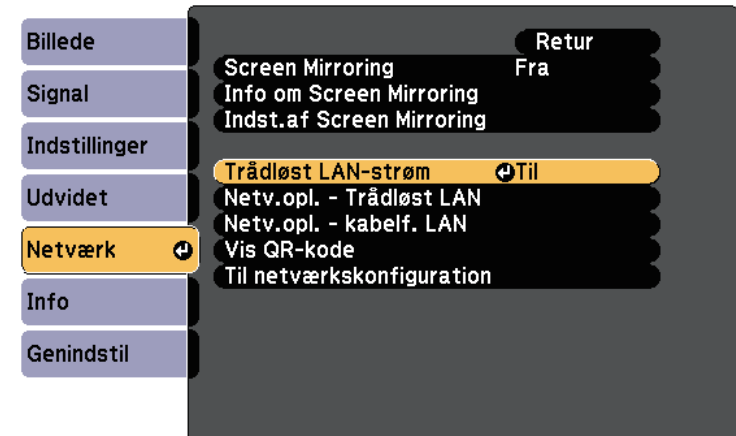 Billede
Signal
Indstillinger
Udvidet
Netværk
Info
Genindstil
Retur
Screen Mirroring Fra
Info om Screen Mirroring
Indst.af Screen Mirroring
Trådløst LAN-strøm Til
Netv.opl. - Trådløst LAN
Netv.opl. - kabelf. LAN
Vis QR-kode
Til netværkskonfiguration